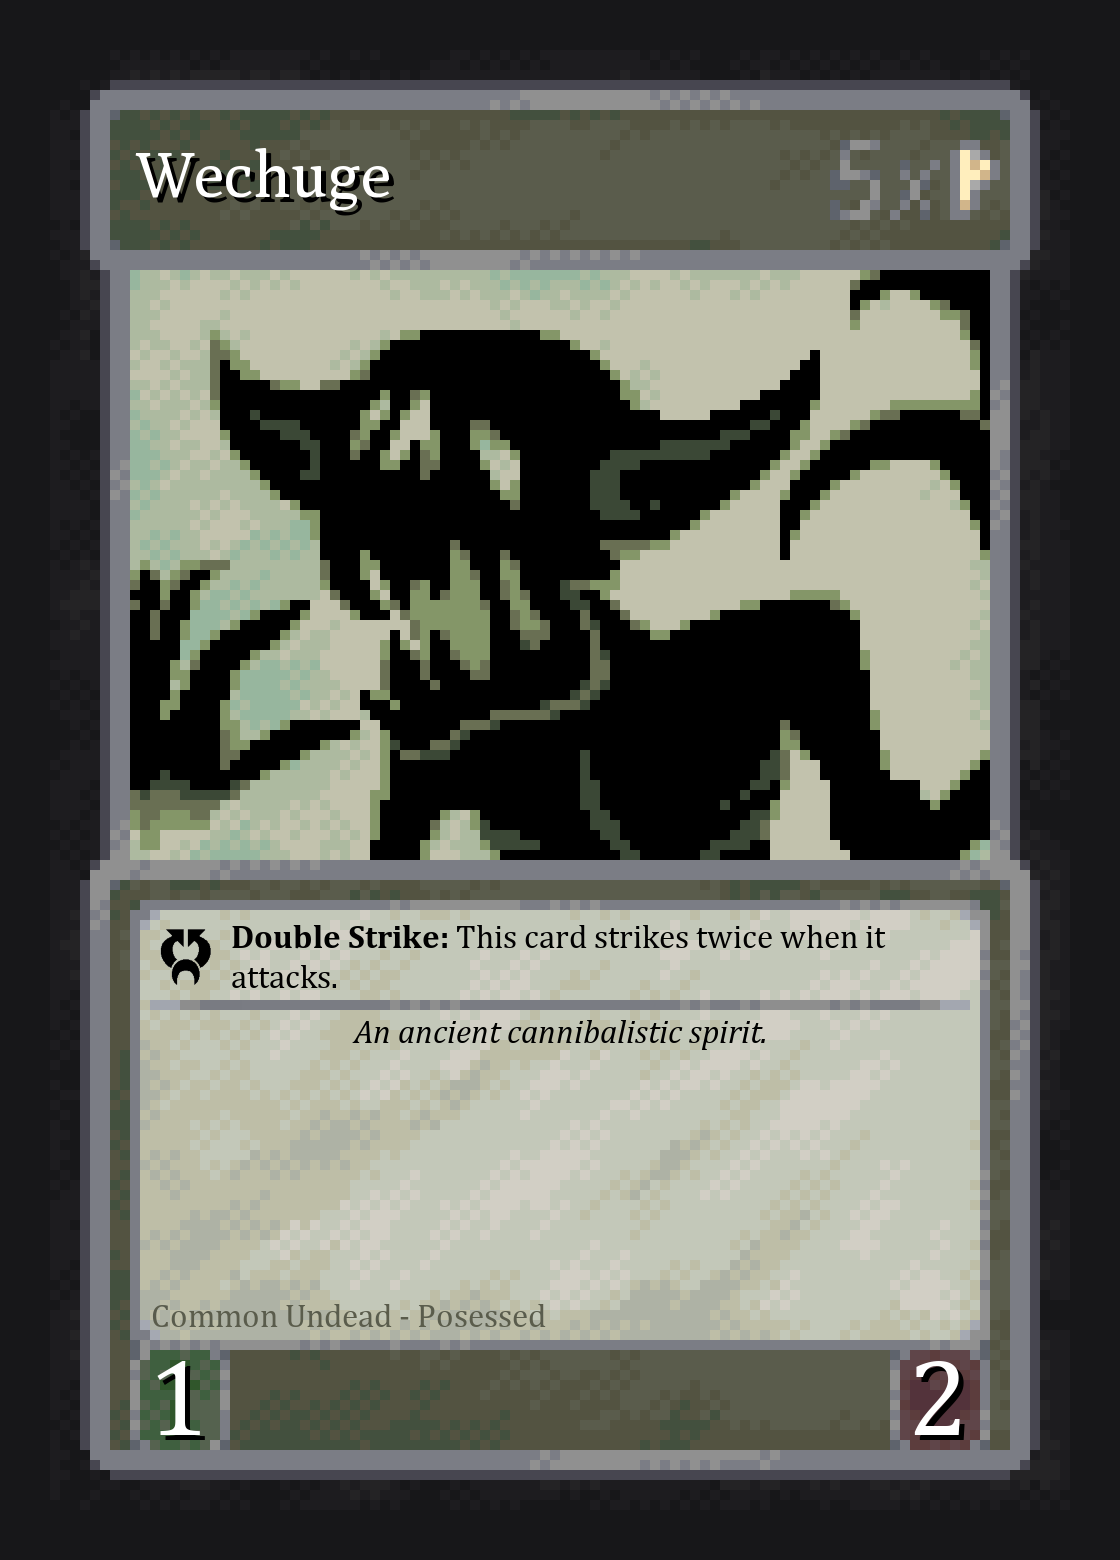 Wechuge 5x
Double Strike: This card strikes twice when it
attacks.
An ancient cannibalistic spirit.
Common Undead - Posessed
1 2